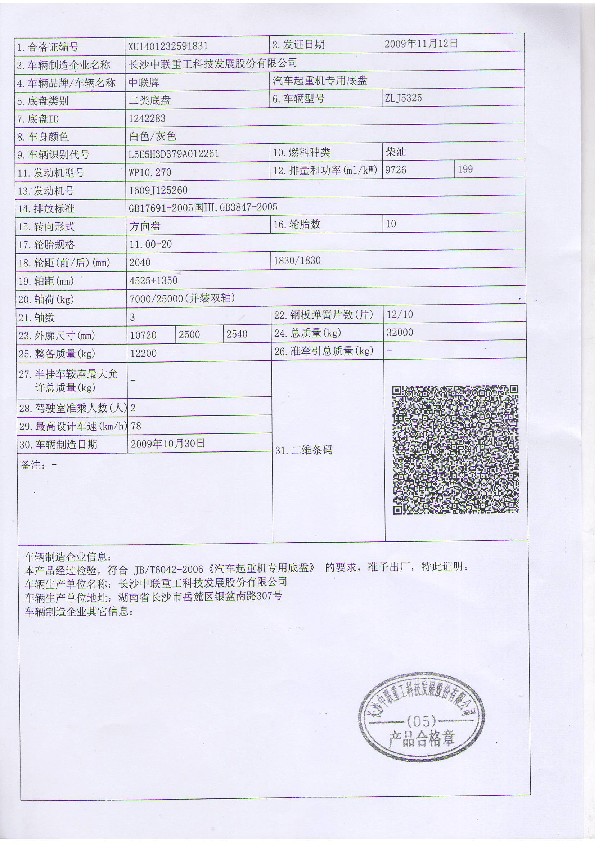 1.合格证编号 2.发证日期 2009年11月12日
3.车辆制造企业名称 长沙中联重工科技发展股份有限公司
4.车辆品牌/车辆名称 中联牌 汽车起重机专用底盘
5.底盘类别 二类底盘 6.车辆型号 ZLJ5325
7.底盘ID 1242283
8.车身颜色 白色/灰色
9.车辆识别代号 10.燃料种类 柴油
11.发动机型号 WP10.270 12.排量和功率(ml/kW) 9726 199
13.发动机号 1609J125260
14.排放标准 GB17691-2005国III,GB3847-2005
15.转向形式 方向盘 16.轮胎数 10
17.轮胎规格 11.00-20
18.轮距(前/后)(mm) 2040 1830/1830
19.轴距(mm) 4525+1350
20.轴荷(kg) 7000/25000(并装双轴)
21.轴数 3 22.钢板弹簧片数(片) 12/10
23.外廓尺寸(mm) 10720 2500 2540 24.总质量(kg) 32000
25.整备质量(kg) 12200 26.准牵引总质量(kg) -
27.半挂车鞍座最大允
许总质量(kg) -
28.驾驶室准乘人数(人) 2
29.最高设计车速(km/h) 78
30.车辆制造日期 2009年10月30日 31.二维条码
备注: -
车辆制造企业信息:
本产品经过检验,符合 JB/T6042-2006《汽车起重机专用底盘》 的要求,准予出厂,特此证明。
车辆生产单位名称:长沙中联重工科技发展股份有限公司
车辆生产单位地址:湖南省长沙市岳麓区银盆南路307号
车辆制造企业其它信息:
长沙中联重工科技发展股份有限公司
(05)
产品合格章